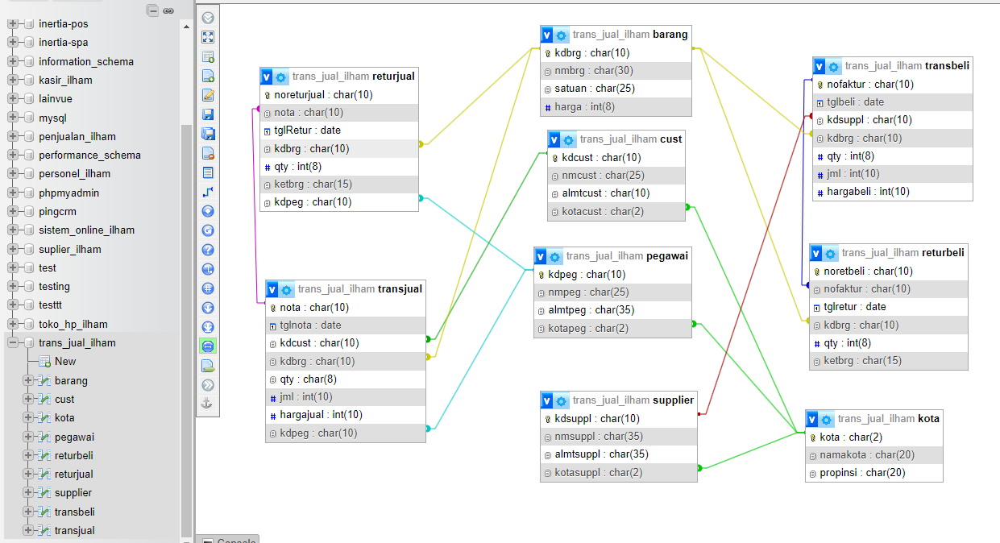 inertia-pos
inertia-spa
information_schema
kasir_ilham
lainvue
mysql
penjualan_ilham
performance_schema
personel_ilham
phpmyadmin
pingcrm
sistem_online_ilham
suplier_ilham
test
testing
testtt
toko_hp_ilham
trans_jual_ilham
New
barang
cust
kota
pegawai
returbeli
returjual
supplier
transbeli
transjual
trans_jual_ilham returjual
noreturjual : char(10)
nota : char(10)
tglRetur : date
kdbrg : char(10)
qty : int(8)
ketbrg : char(15)
kdpeg : char(10)
trans_jual_ilham transjual
nota : char(10)
tglnota : date
kdcust : char(10)
kdbrg : char(10)
qty : char(8)
jml : int(10)
hargajual : int(10)
kdpeg : char(10)
trans_jual_ilham barang
kdbrg : char(10)
nmbrg : char(30)
satuan : char(25)
harga : int(8)
trans_jual_ilham cust
kdcust : char(10)
nmcust : char(25)
almtcust : char(10)
kotacust : char(2)
trans_jual_ilham pegawai
kdpeg : char(10)
nmpeg : char(25)
almtpeg : char(35)
kotapeg : char(2)
trans_jual_ilham supplier
kdsuppl : char(10)
nmsuppl : char(35)
almtsuppl : char(35)
kotasuppl : char(2)
trans_jual_ilham transbeli
nofaktur : char(10)
tglbeli : date
kdsuppl : char(10)
kdbrg : char(10)
qty : int(8)
jml : int(10)
hargabeli : int(10)
trans_jual_ilham returbeli
noretbeli : char(10)
nofaktur : char(10)
tglretur : date
kdbrg : char(10)
qty : int(8)
ketbrg : char(15)
trans_jual_ilham kota
kota : char(2)
namakota : char(20)
propinsi : char(20)
Console